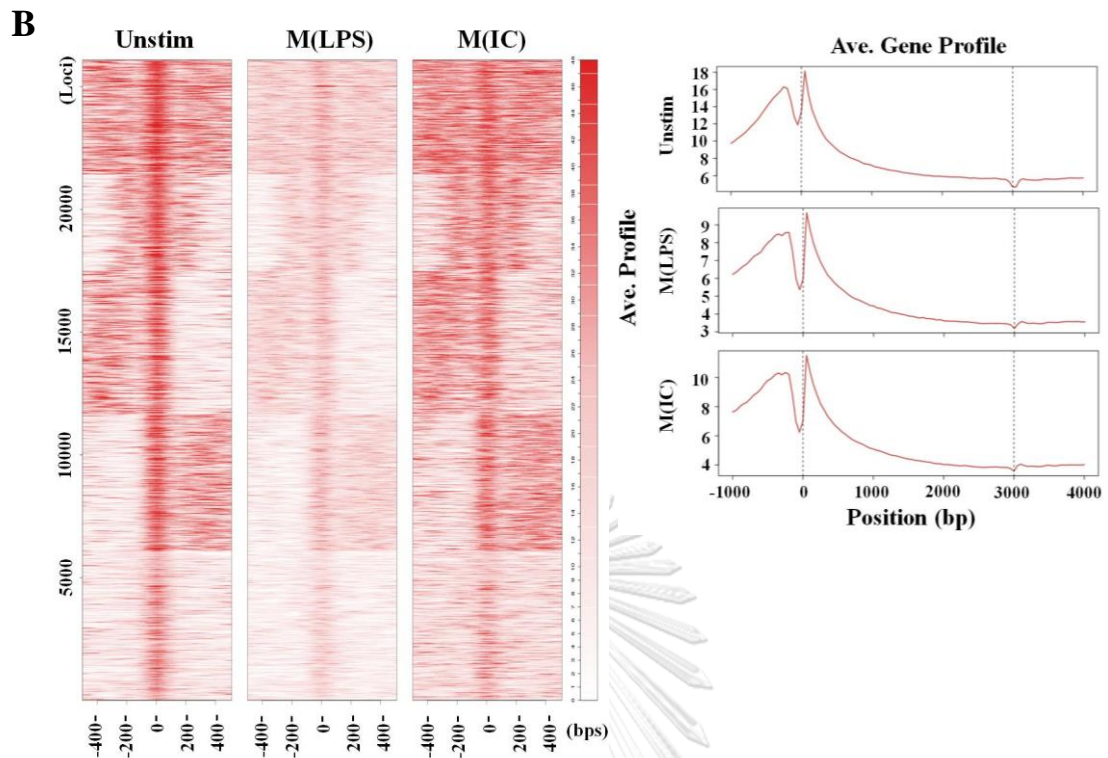 B
Unstim M(LPS) M(IC)
(Loci)
20000
15000
10000
5000
-400 -200 0 200 400
-400 -200 0 200 400
-400 -200 0 200 400
(bps)
Ave. Gene Profile
Ave. Profile
Unstim
18
16
14
12
10
8
6
M(LPS)
9
8
7
6
5
4
3
M(IC)
10
8
6
4
-1000 0 1000 2000 3000 4000
Position (bp)